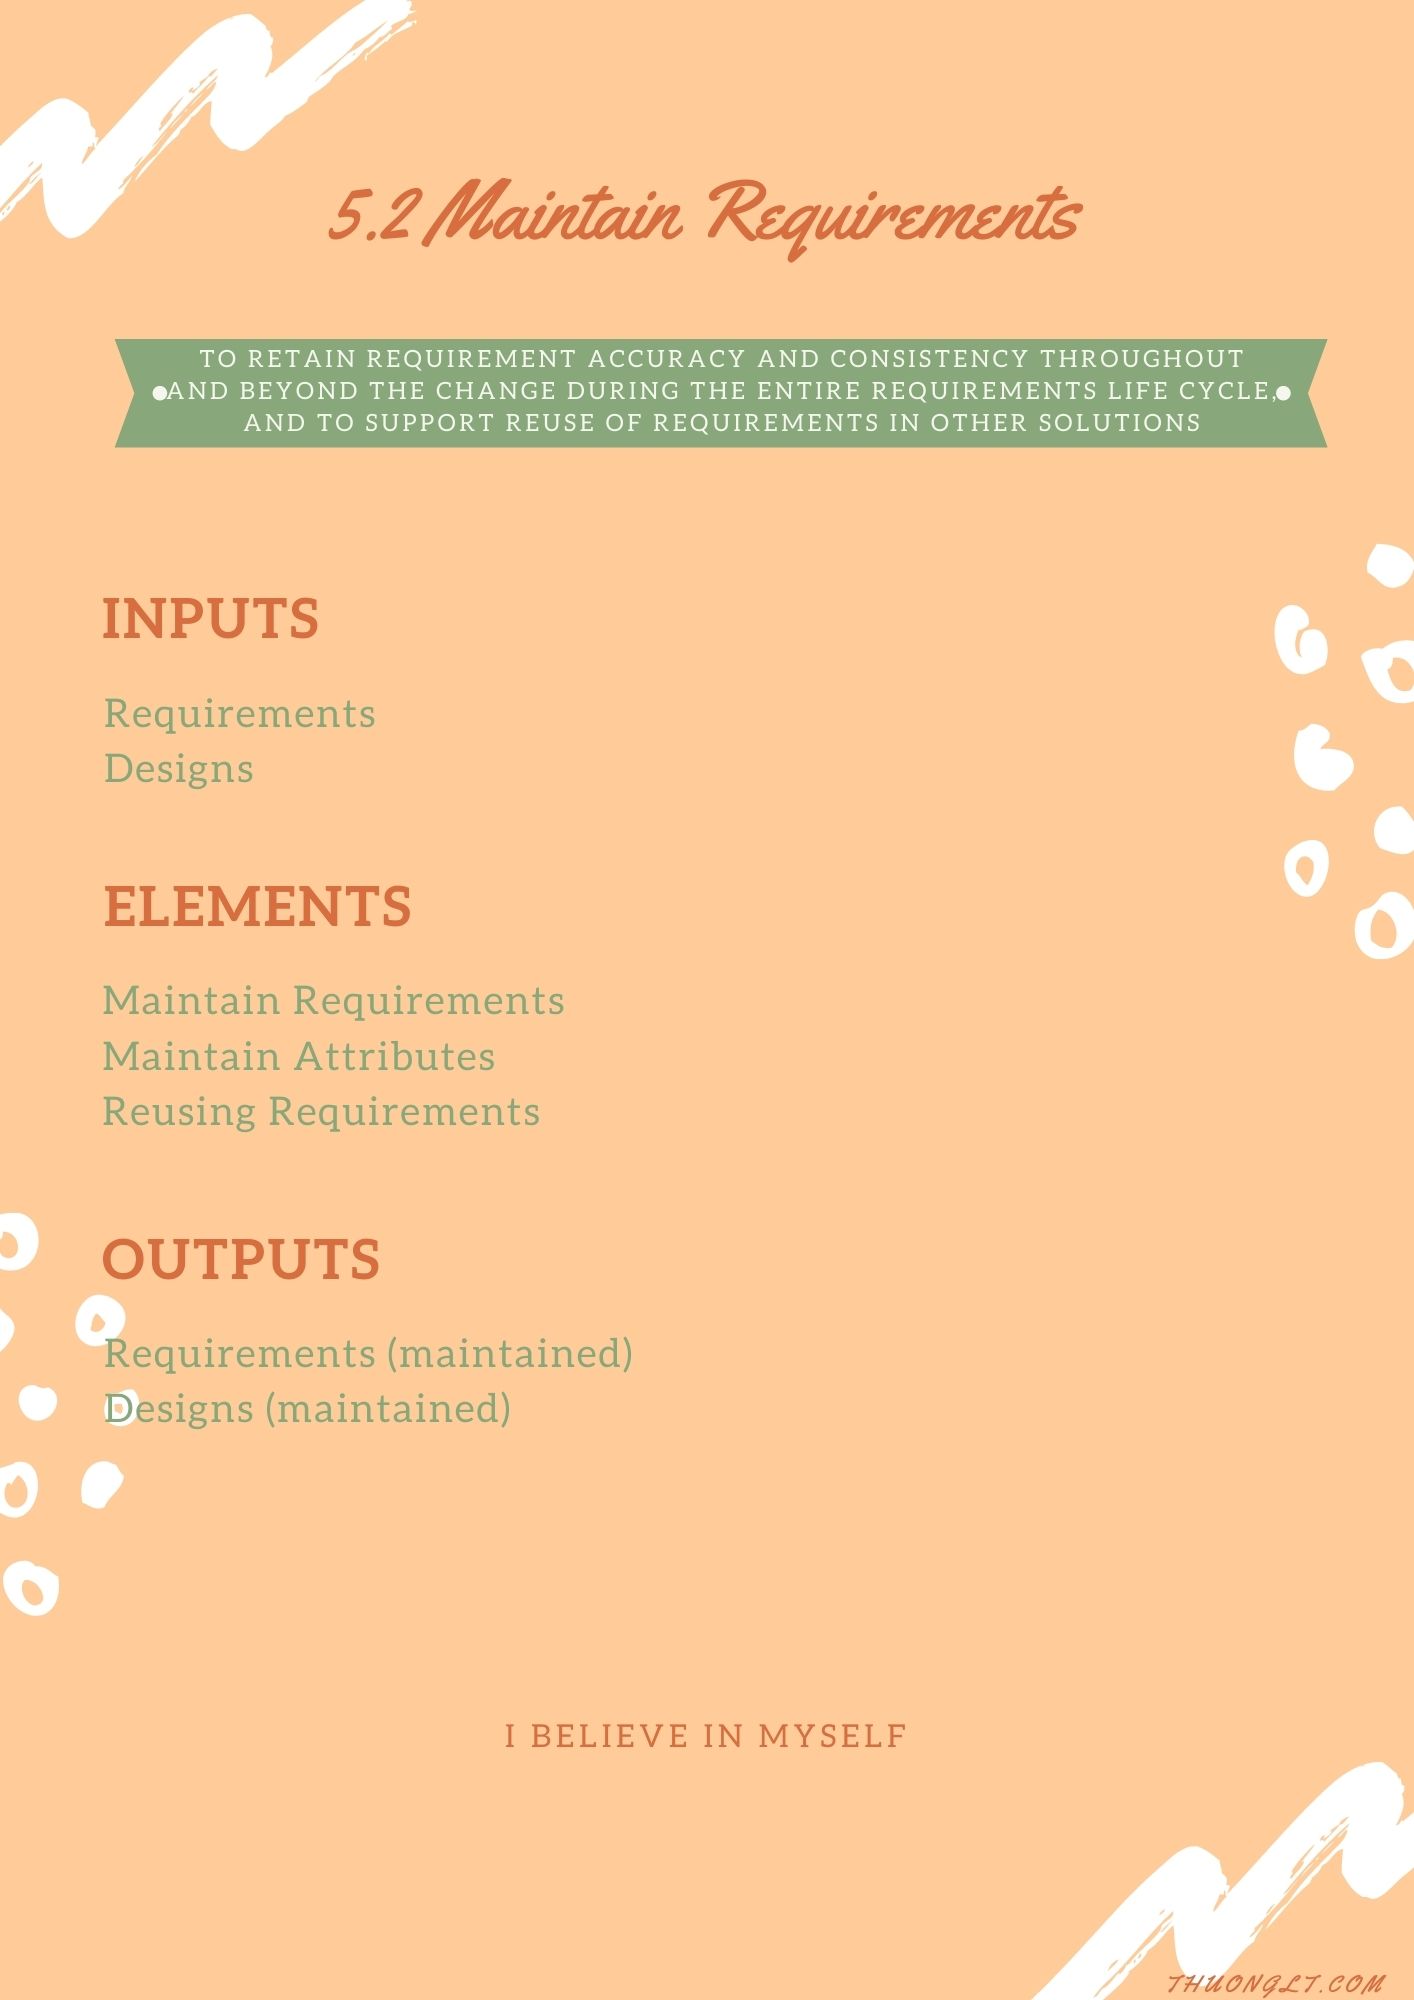 5.2 Maintain Requirements
TO RETAIN REQUIREMENT ACCURACY AND CONSISTENCY THROUGHOUT
AND BEYOND THE CHANGE DURING THE ENTIRE REQUIREMENTS LIFE CYCLE,
AND TO SUPPORT REUSE OF REQUIREMENTS IN OTHER SOLUTIONS
INPUTS
Requirements
Designs
ELEMENTS
Maintain Requirements
Maintain Attributes
Reusing Requirements
OUTPUTS
Requirements (maintained)
Designs (maintained)
I BELIEVE IN MYSELF
THUONGLT.COM